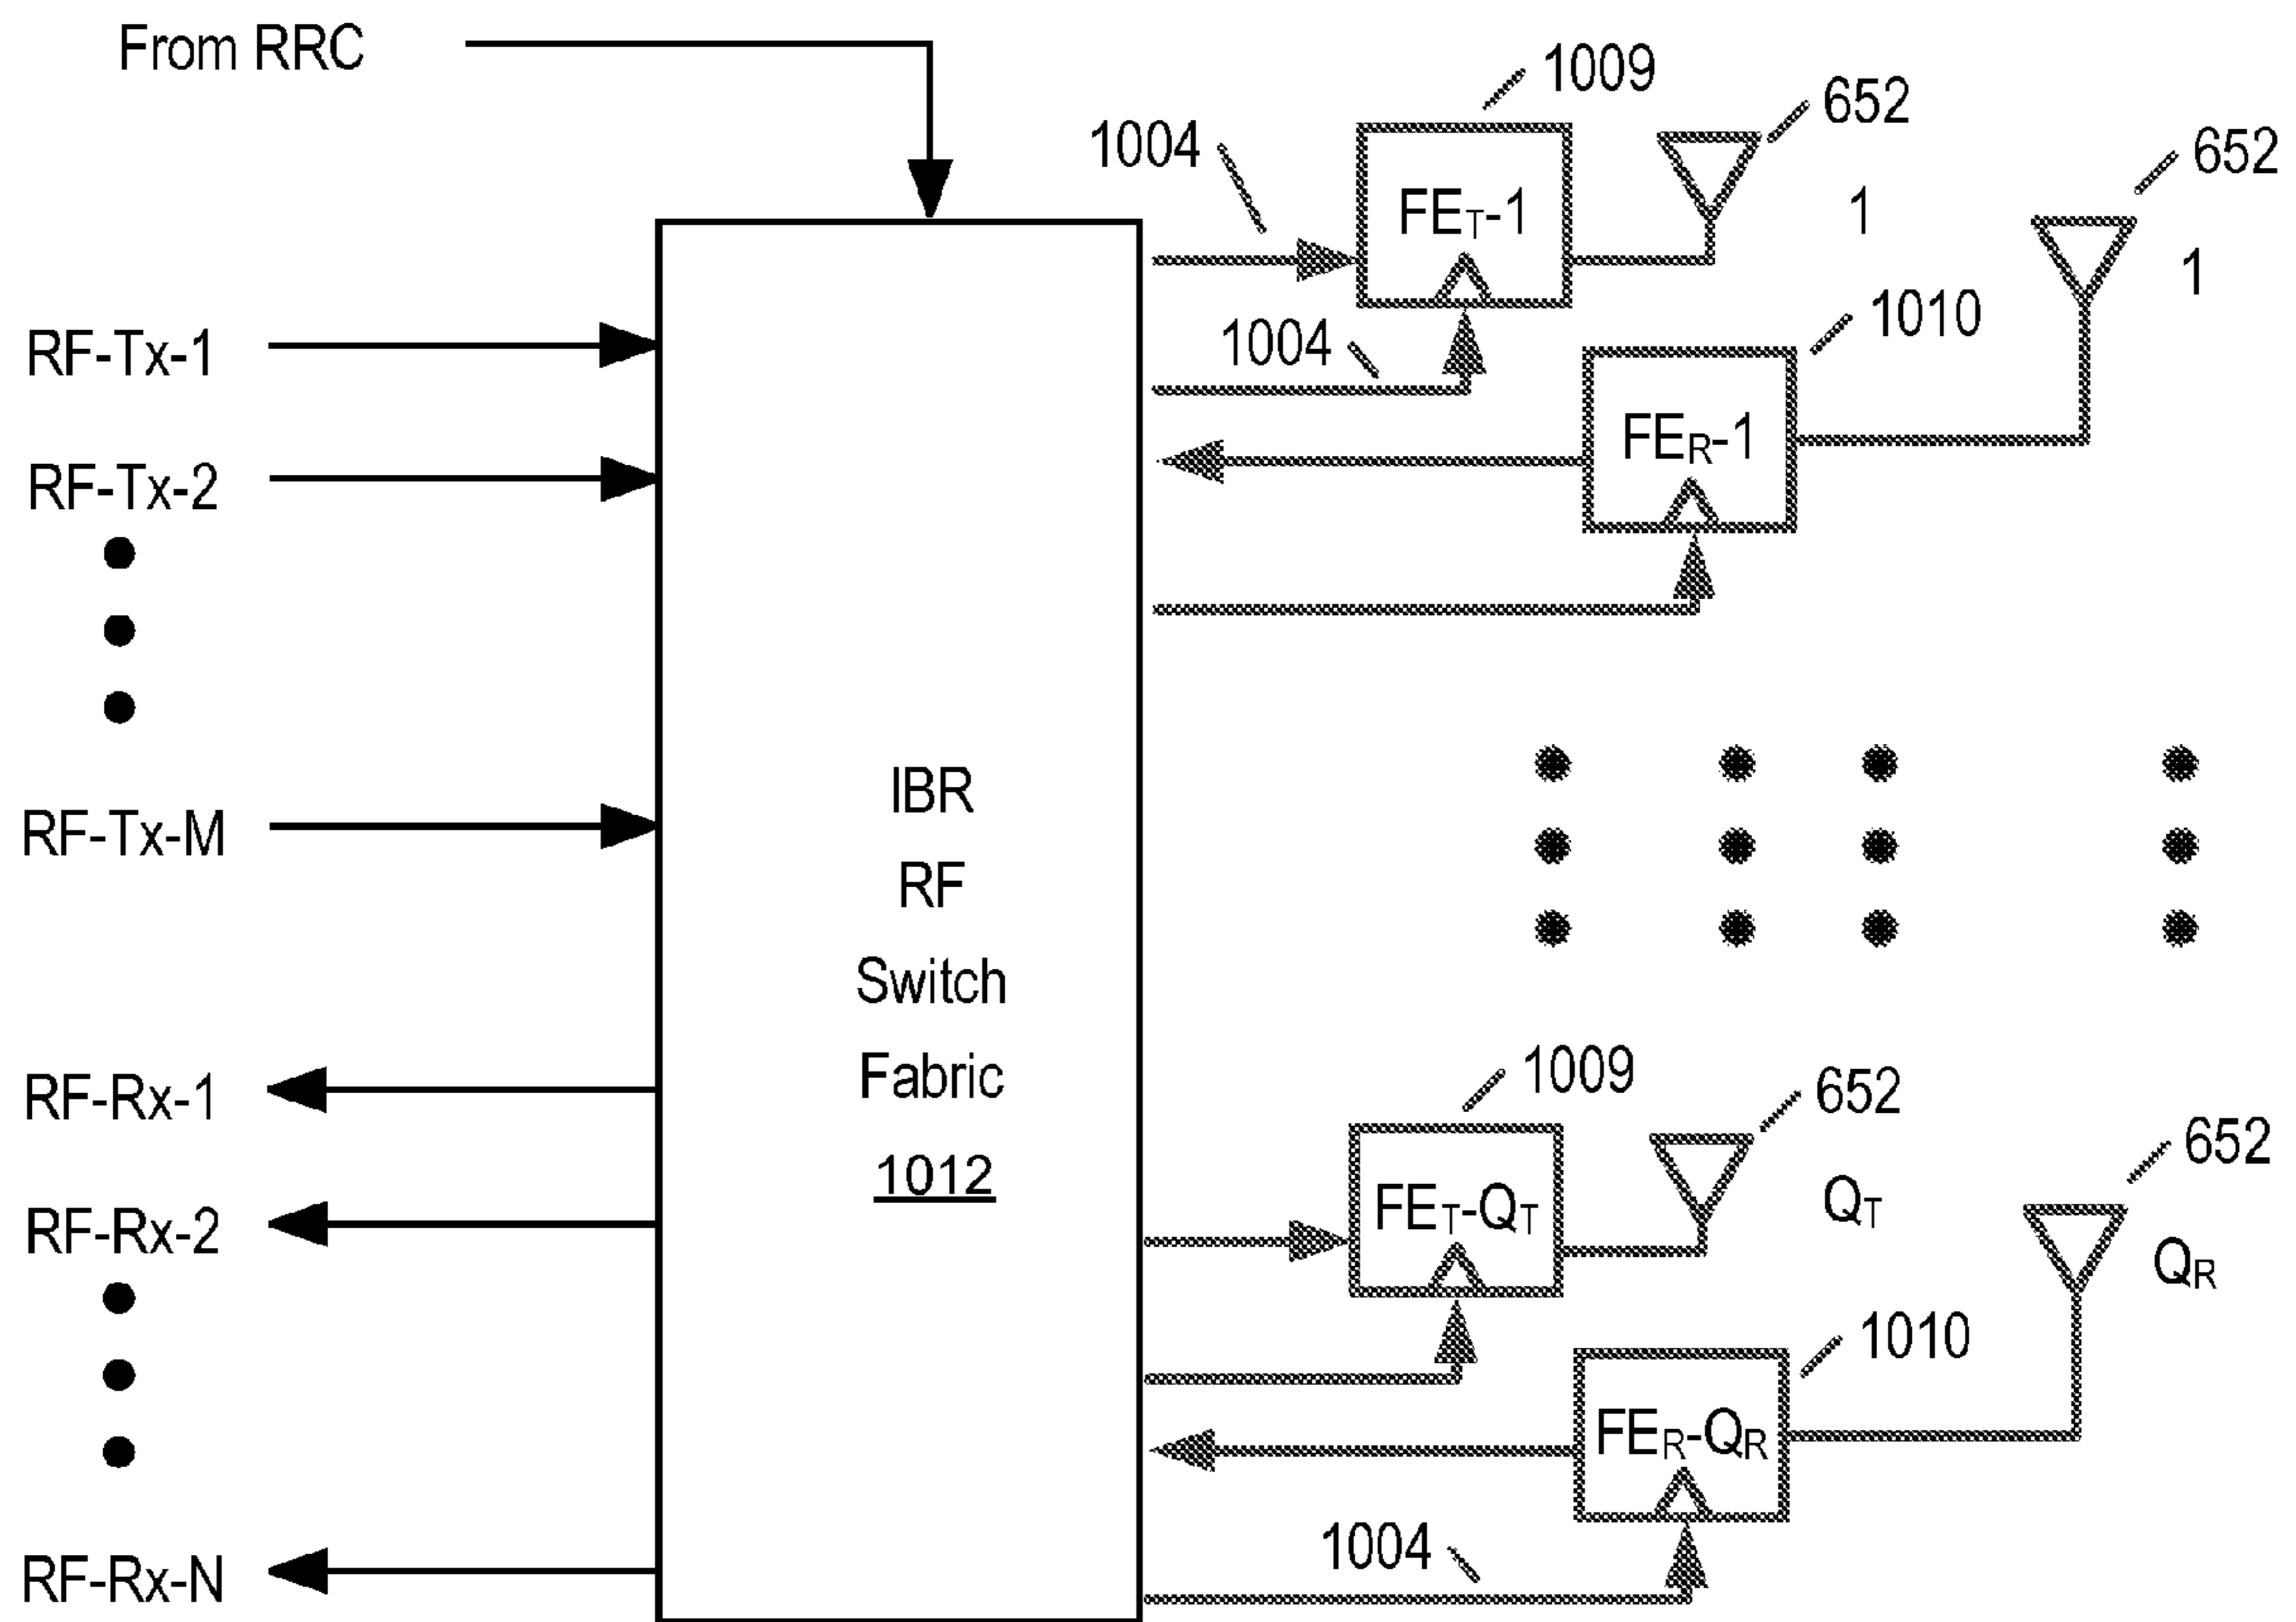 From RRC
1009
652
1004
652
FET-1
1
1
RF-Tx-1
1004
1010
FER-1
RF-Tx-2
IBR
RF-Tx-M
RF
Switch
Fabric
1012
RF-Rx-1
1009
652
652
FET-QT
QT
RF-Rx-2
QR
1010
FER-QR
1004
RF-Rx-N